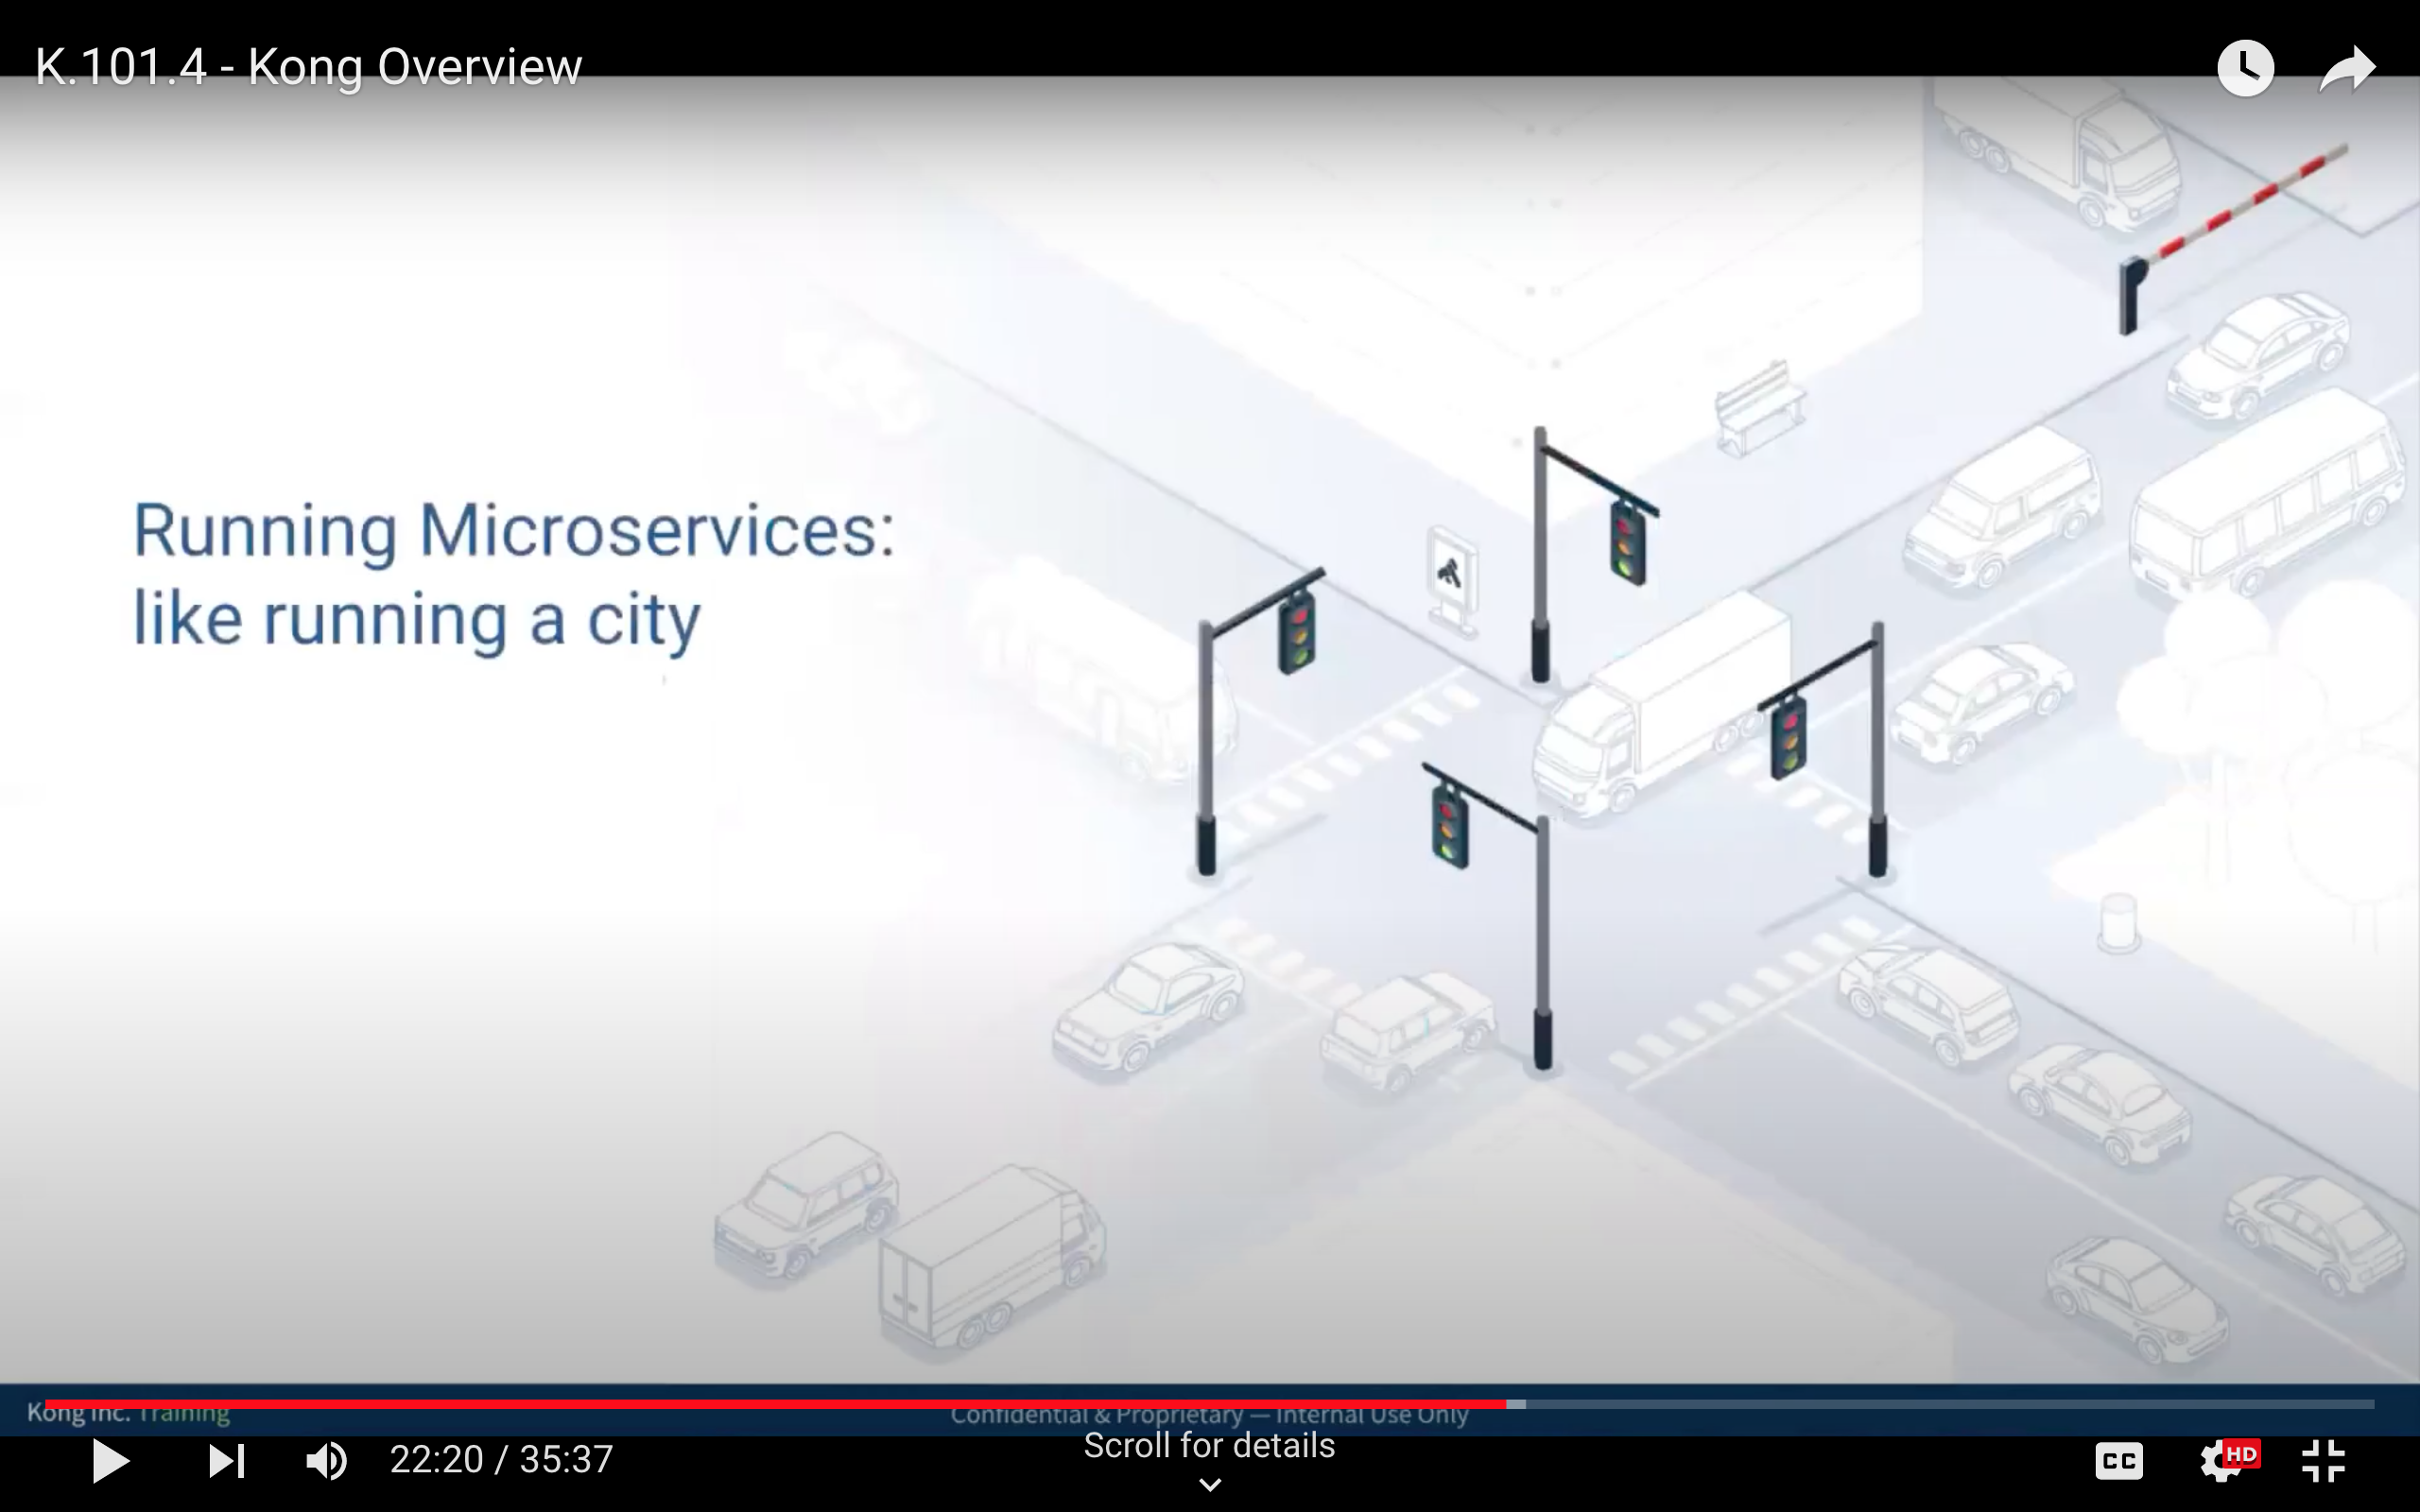 K.101.4 - Kong Overview
Running Microservices:
like running a city
Kong Inc. Training
Confidential & Proprietary — Internal Use Only
Scroll for details
22:20 / 35:37
CC
HD